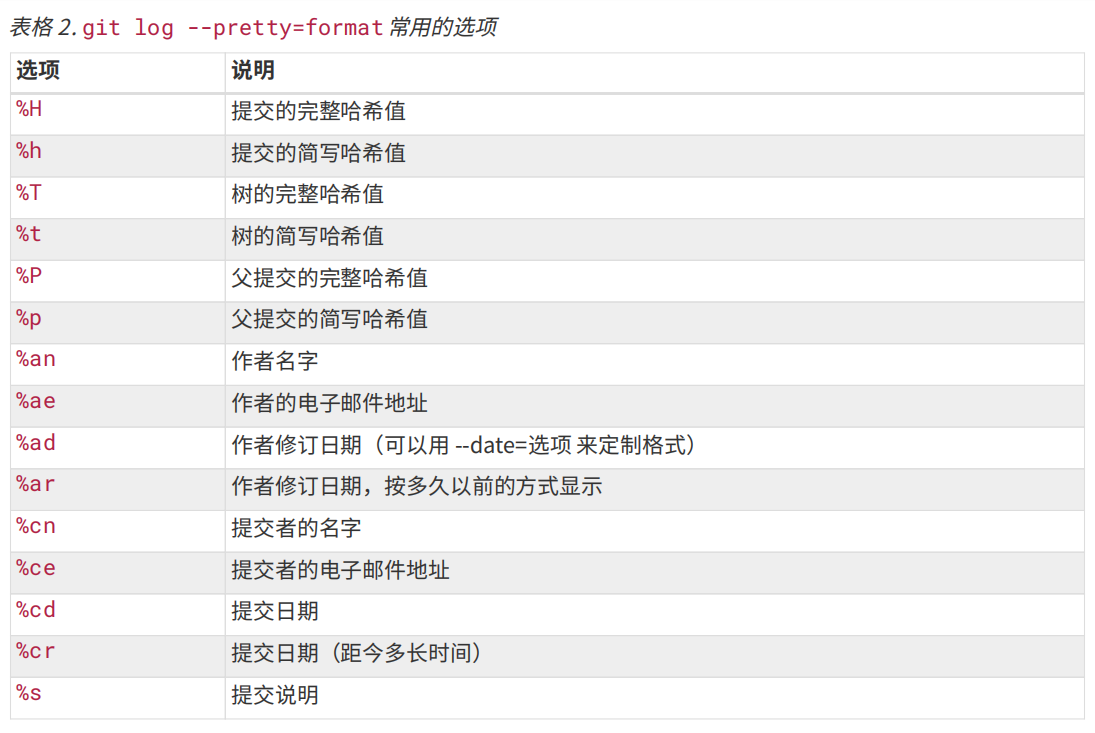 表格 2. git log --pretty=format 常用的选项
选项 说明
%H 提交的完整哈希值
%h 提交的简写哈希值
%T 树的完整哈希值
%t 树的简写哈希值
%P 父提交的完整哈希值
%p 父提交的简写哈希值
%an 作者名字
%ae 作者的电子邮件地址
%ad 作者修订日期（可以用 --date=选项 来定制格式）
%ar 作者修订日期，按多久以前的方式显示
%cn 提交者的名字
%ce 提交者的电子邮件地址
%cd 提交日期
%cr 提交日期（距今多长时间）
%s 提交说明